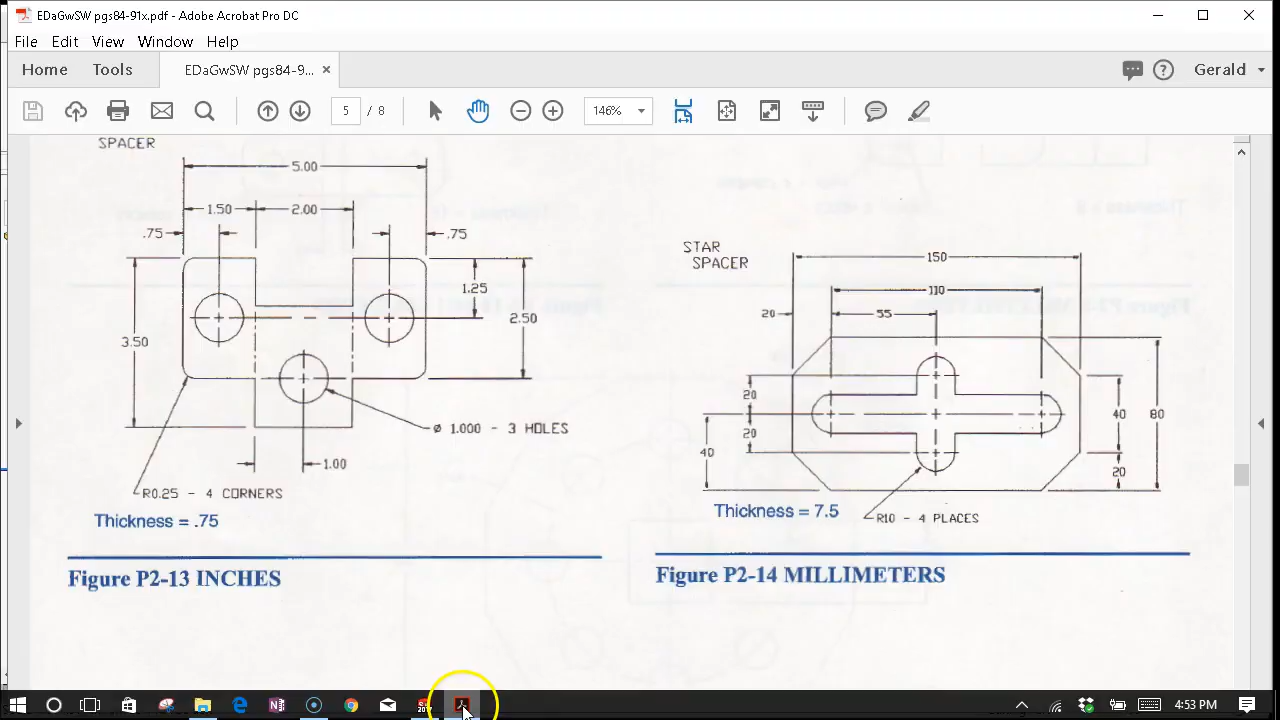 EDaGwSW pgs84-91x.pdf - Adobe Acrobat Pro DC
File Edit View Window Help
Home Tools EDaGwSW pgs84-9... × Gerald
5 / 8 146%
SPACER
5.00
1.50 2.00
.75 .75
1.25
2.50
3.50
Ø 1.000 - 3 HOLES
1.00
R0.25 - 4 CORNERS
Thickness = .75
Figure P2-13 INCHES
STAR
SPACER
150
110
20 55
20 40 80
20
40 20
Thickness = 7.5
R10 - 4 PLACES
Figure P2-14 MILLIMETERS
4:53 PM